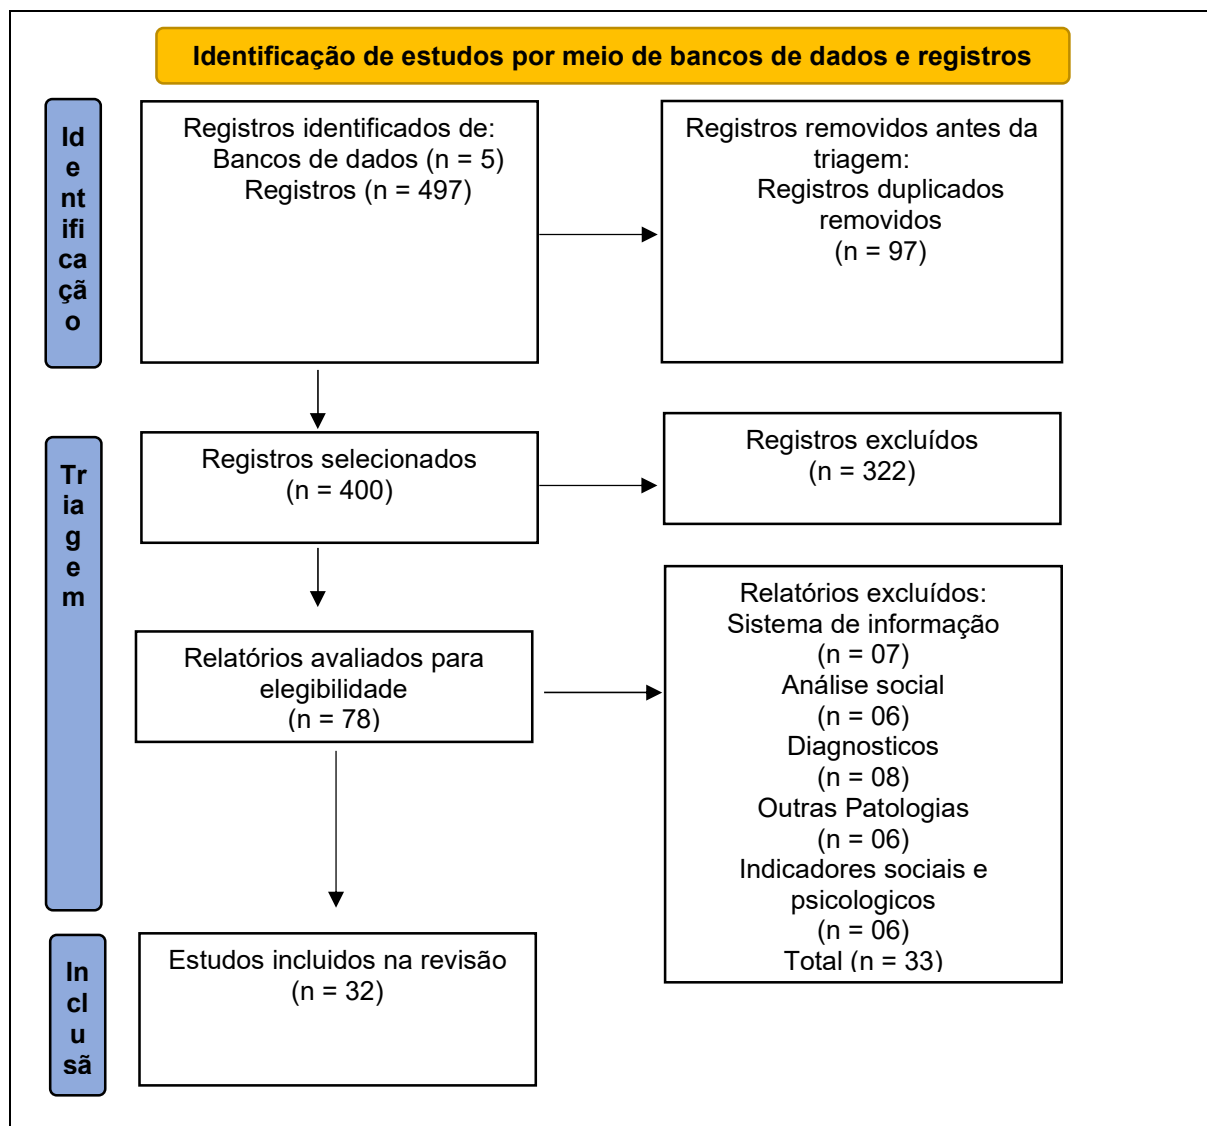 Identificação de estudos por meio de bancos de dados e registros
Id
e
nt
ifi
ca
çã
o
Registros identificados de:
Bancos de dados (n = 5)
Registros (n = 497)
Registros removidos antes da
triagem:
Registros duplicados
removidos
(n = 97)
Tr
ia
g
e
m
Registros selecionados
(n = 400)
Registros excluídos
(n = 322)
Relatórios avaliados para
elegibilidade
(n = 78)
Relatórios excluídos:
Sistema de informação
(n = 07)
Análise social
(n = 06)
Diagnosticos
(n = 08)
Outras Patologias
(n = 06)
Indicadores sociais e
psicologicos
(n = 06)
Total (n = 33)
In
cl
u
sã
Estudos incluidos na revisão
(n = 32)